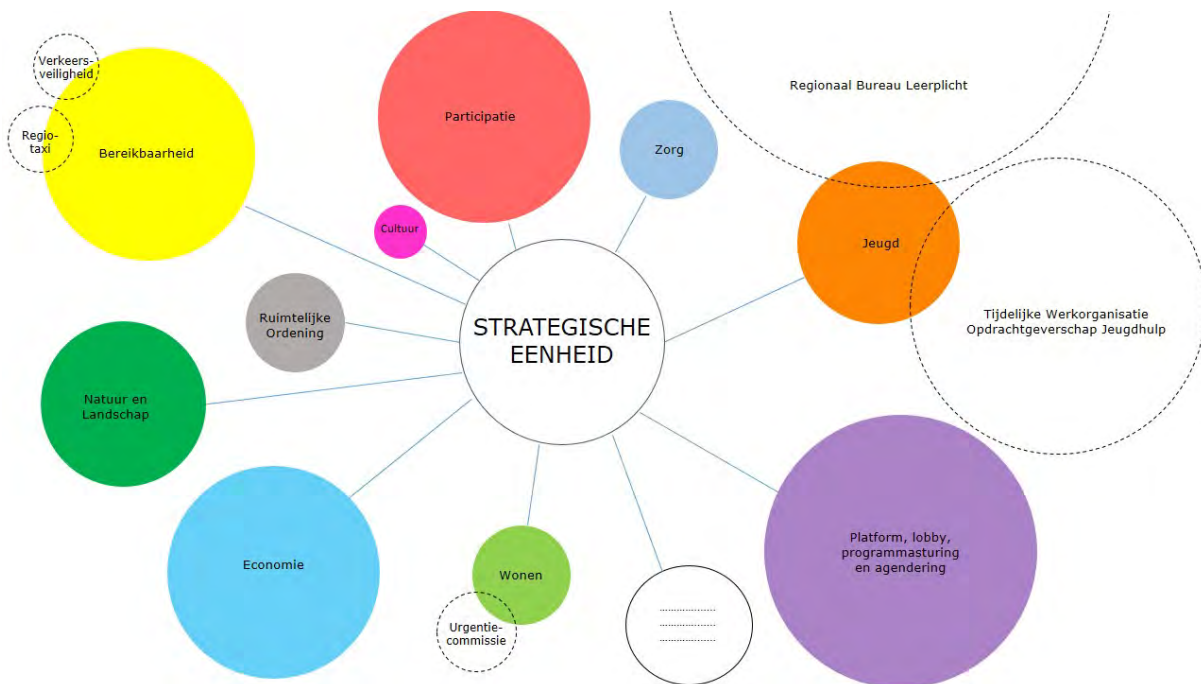 Verkeers-
veiligheid
Regio-
taxi
Bereikbaarheid
Participatie
Zorg
Regionaal Bureau Leerplicht
Cultuur
Jeugd
Ruimtelijke
Ordening
STRATEGISCHE
EENHEID
Tijdelijke Werkorganisatie
Opdrachtgeverschap Jeugdhulp
Natuur en
Landschap
Economie
Wonen
Urgentie-
commissie
..................
..................
..................
Platform, lobby,
programmasturing
en agendering